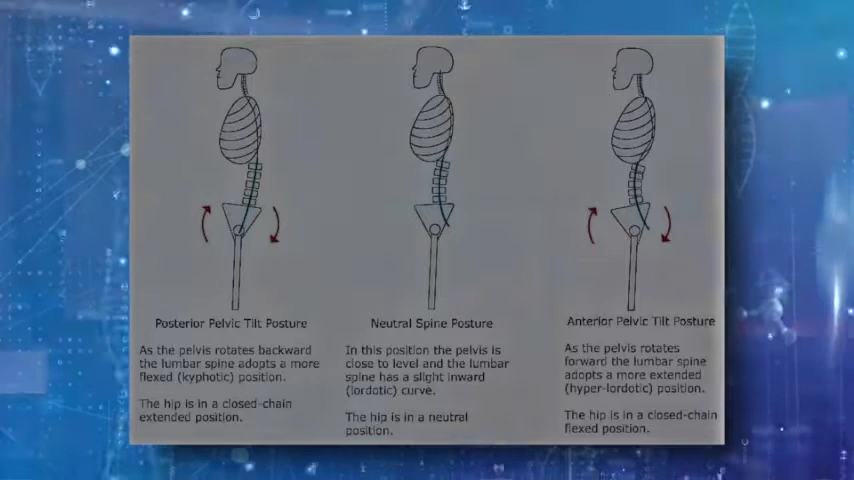 Posterior Pelvic Tilt Posture
As the pelvis rotates backward
the lumbar spine adopts a more
flexed (kyphotic) position.
The hip is in a closed-chain
extended position.
Neutral Spine Posture
In this position the pelvis is
close to level and the lumbar
spine has a slight inward
(lordotic) curve.
The hip is in a neutral
position.
Anterior Pelvic Tilt Posture
As the pelvis rotates
forward the lumbar spine
adopts a more extended
(hyper-lordotic) position.
The hip is in a closed-chain
flexed position.